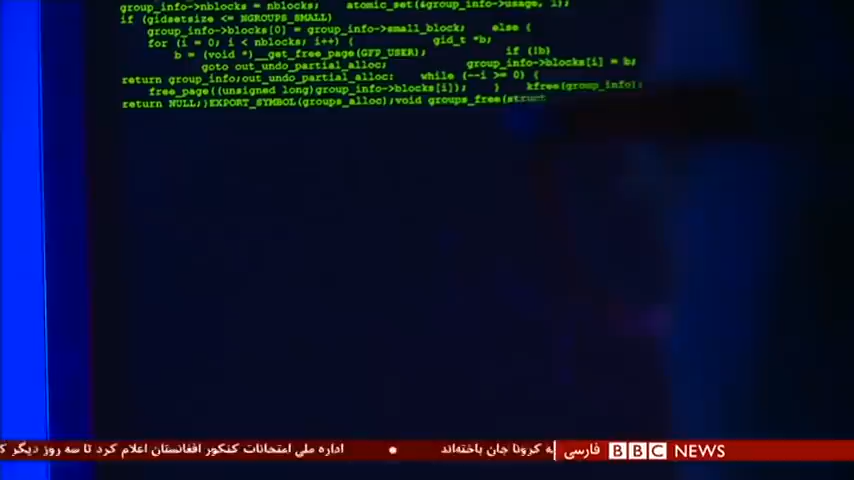 group_info->nblocks = nblocks;    atomic_set(&group_info->usage, 1);
if (gidsetsize <= NGROUPS_SMALL)
group_info->blocks[0] = group_info->small_block;    else {
for (i = 0; i < nblocks; i++) {    gid_t *b;
b = (void *)__get_free_page(GFP_USER);    if (!b)
goto out_undo_partial_alloc;    group_info->blocks[i] = b;
return group_info;out_undo_partial_alloc:    while (--i >= 0) {
free_page((unsigned long)group_info->blocks[i]);    }    kfree(group_info);
return NULL;}EXPORT_SYMBOL(groups_alloc);void groups_free(struct
ه کرونا جان باخته‌اند • اداره ملی امتحانات کنکور افغانستان اعلام کرد تا سه روز دیگر ک
BBC NEWS فارسی